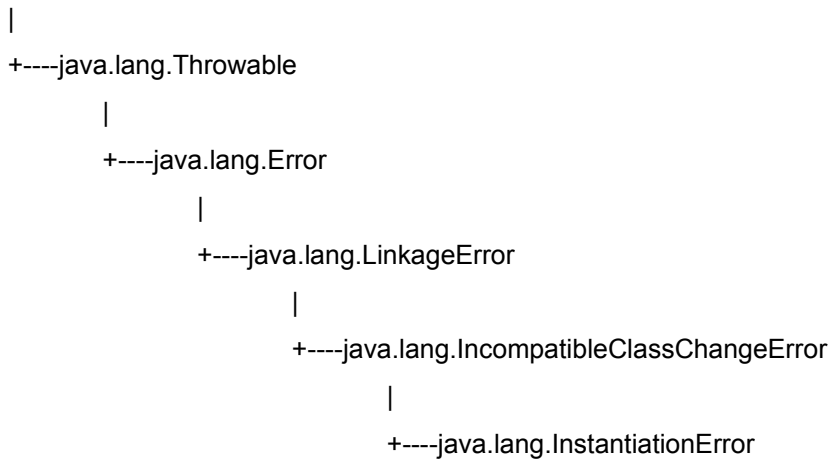 |
+----java.lang.Throwable
|
+----java.lang.Error
|
+----java.lang.LinkageError
|
+----java.lang.IncompatibleClassChangeError
|
+----java.lang.InstantiationError